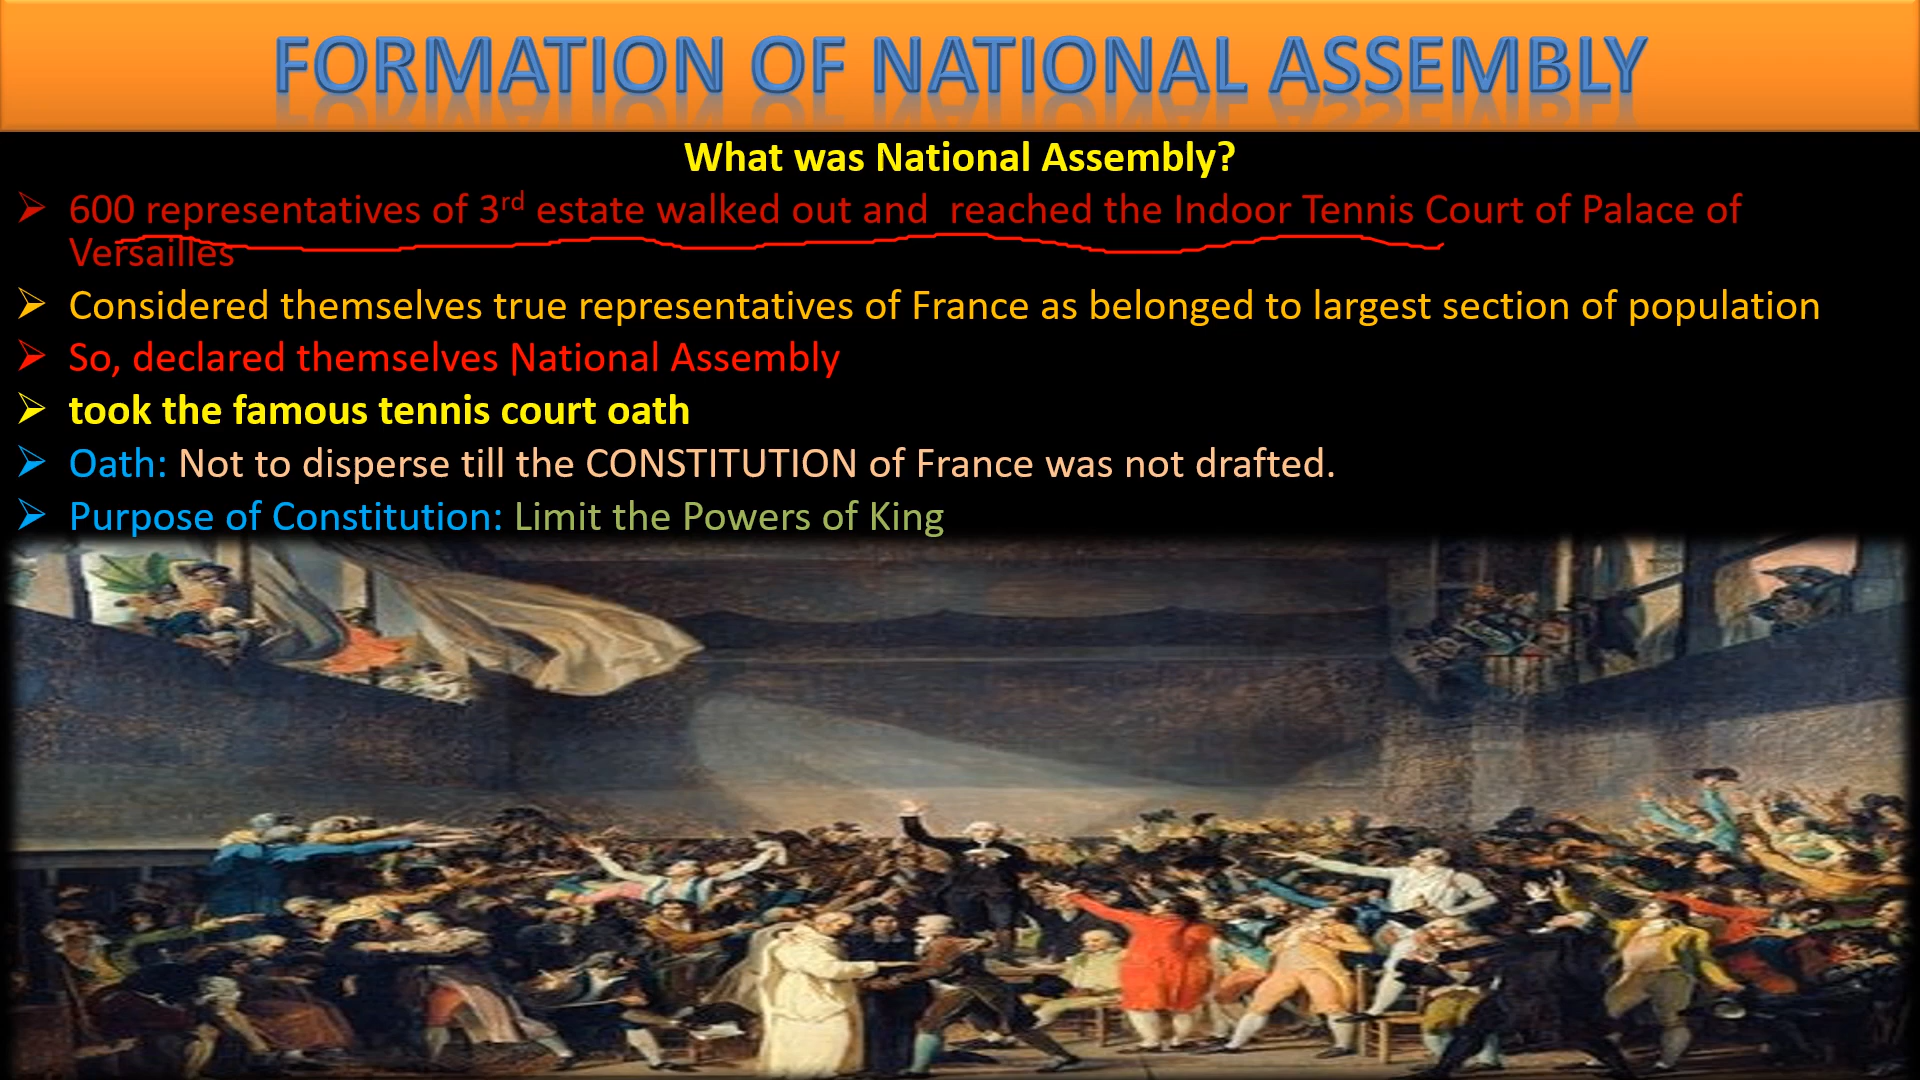 FORMATION OF NATIONAL ASSEMBLY
What was National Assembly?
➢ 600 representatives of 3rd estate walked out and  reached the Indoor Tennis Court of Palace of
Versailles
➢ Considered themselves true representatives of France as belonged to largest section of population
➢ So, declared themselves National Assembly
➢ took the famous tennis court oath
➢ Oath: Not to disperse till the CONSTITUTION of France was not drafted.
➢ Purpose of Constitution: Limit the Powers of King